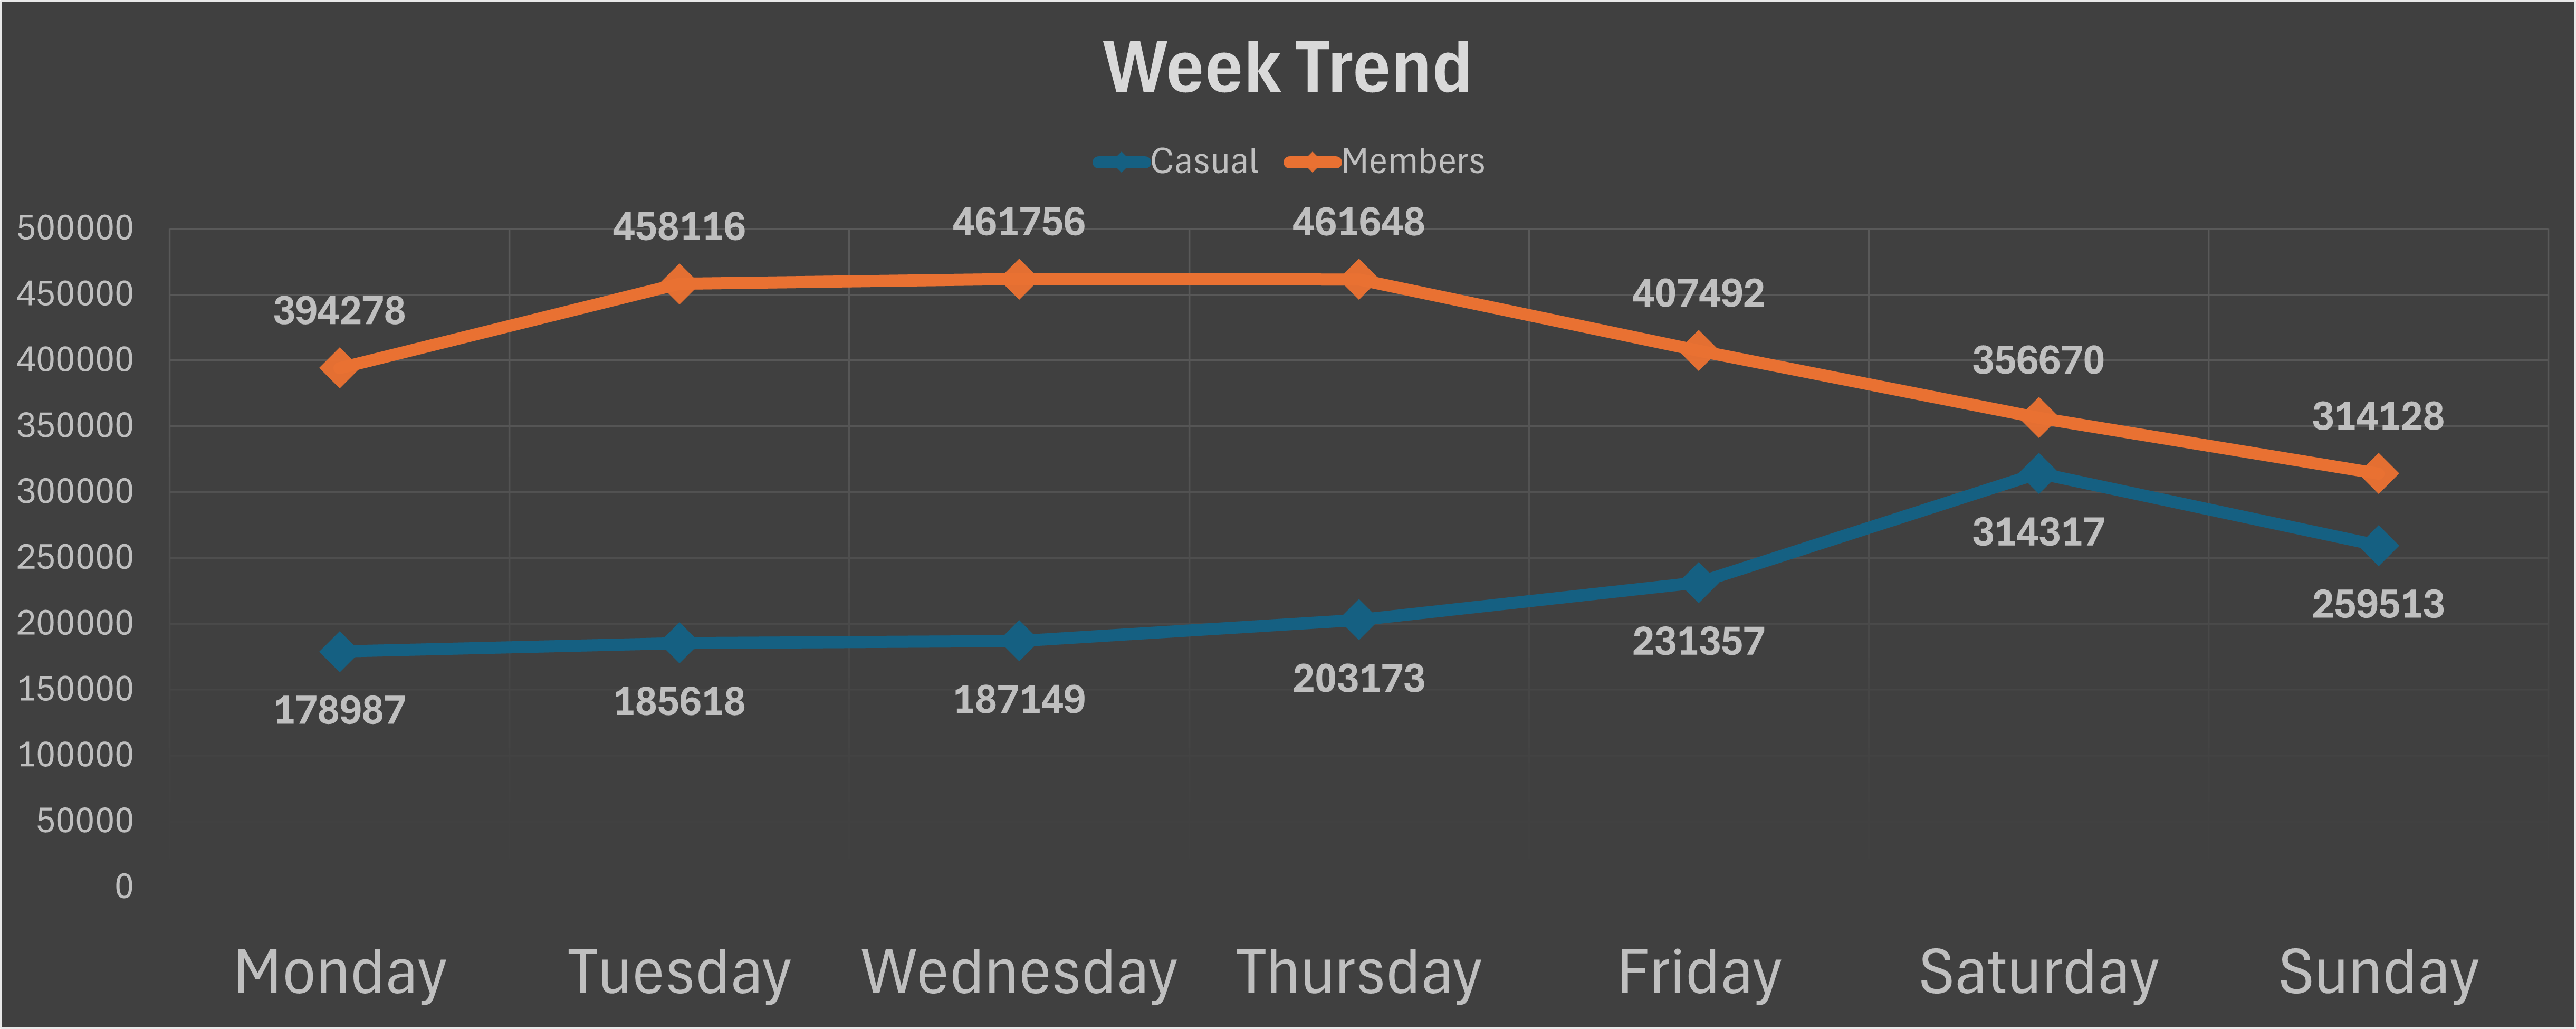 Week Trend
Casual Members
500000
450000
400000
350000
300000
250000
200000
150000
100000
50000
0
394278 458116 461756 461648 407492 356670 314128
178987 185618 187149 203173 231357 314317 259513
Monday Tuesday Wednesday Thursday Friday Saturday Sunday